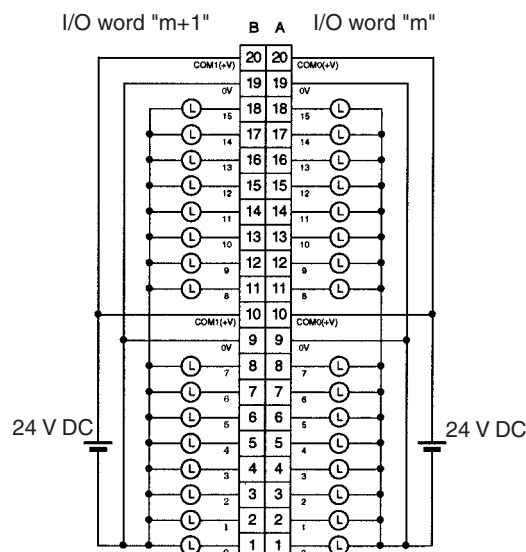 I/O word "m+1" B A I/O word "m"
20 20
COM1(+V) COM0(+V)
19 19
0V 0V
L 18 18 L
15 15
L 17 17 L
14 14
L 16 16 L
13 13
L 15 15 L
12 12
L 14 14 L
11 11
L 13 13 L
10 10
L 12 12 L
9 9
L 11 11 L
8 8
10 10
COM1(+V) COM0(+V)
9 9
0V 0V
L 8 8 L
7 7
L 7 7 L
6 6
L 6 6 L
5 5
24 V DC L 5 5 L 24 V DC
4 4
L 4 4 L
3 3
L 3 3 L
2 2
L 2 2 L
1 1
L 1 1 L